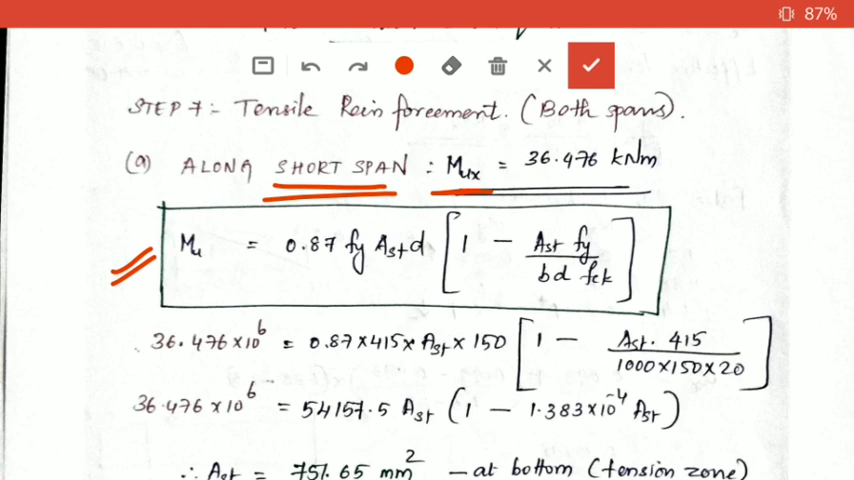 87%
STEP 7:- Tensile Reinforcement. (Both spans).
(a) ALONG SHORT SPAN : Mux = 36.476 kNm
Mu = 0.87 fy Ast d [1 - Ast fy / bd fck]
36.476 x 10^6 = 0.87 x 415 x Ast x 150 [1 - Ast. 415 / 1000 x 150 x 20]
36.476 x 10^6 = 54157.5 Ast (1 - 1.383 x 10^-4 Ast)
∴ Ast = 751.65 mm^2 - at bottom (tension zone)